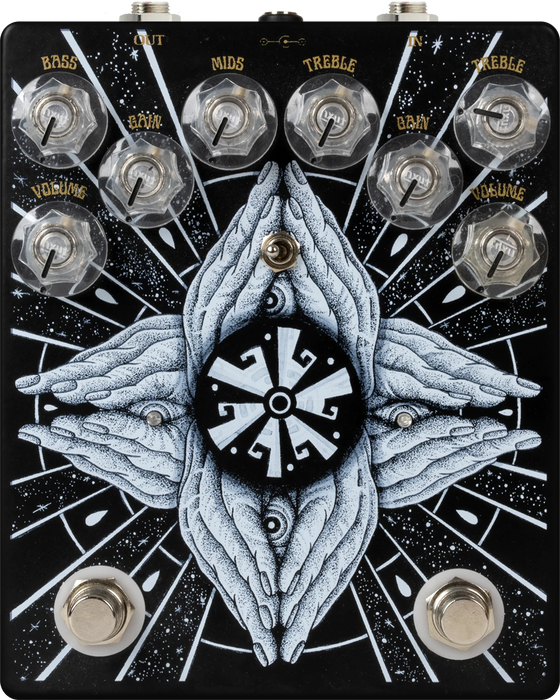 OUT
IN
BASS
MIDS
TREBLE
TREBLE
GAIN
GAIN
VOLUME
VOLUME